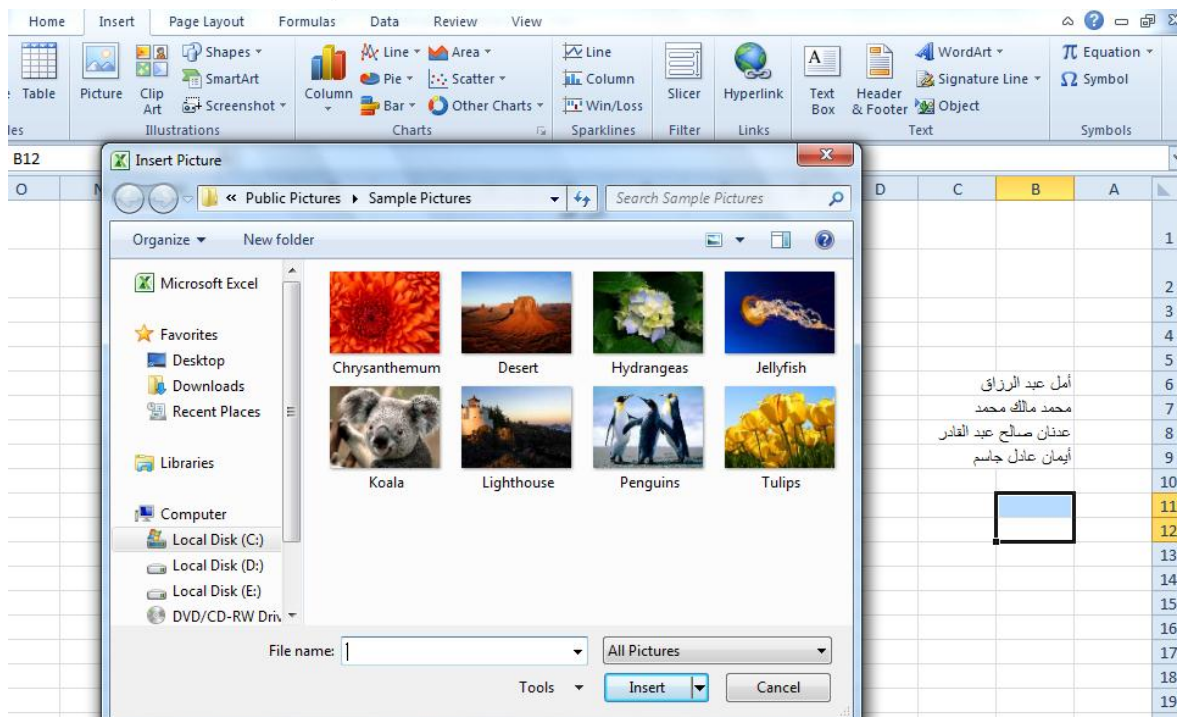 Home Insert Page Layout Formulas Data Review View
Table
Picture
Clip Art
Shapes
SmartArt
Screenshot
Illustrations
Column
Line
Pie
Bar
Area
Scatter
Other Charts
Charts
Line
Column
Win/Loss
Sparklines
Slicer
Filter
Hyperlink
Links
Text Box
Header & Footer
WordArt
Signature Line
Object
Text
Equation
Symbol
Symbols
B12
Insert Picture
« Public Pictures Sample Pictures
Search Sample Pictures
Organize New folder
Microsoft Excel
Favorites
Desktop
Downloads
Recent Places
Libraries
Computer
Local Disk (C:)
Local Disk (D:)
Local Disk (E:)
DVD/CD-RW Driv
Chrysanthemum Desert Hydrangeas Jellyfish
Koala Lighthouse Penguins Tulips
File name:
All Pictures
Tools Insert Cancel
O N D C B A
1
2
3
4
5
أمل عبد الرزاق 6
محمد مالك محمد 7
عدنان صالح عبد القادر 8
أيمان عادل جاسم 9
10
11
12
13
14
15
16
17
18
19